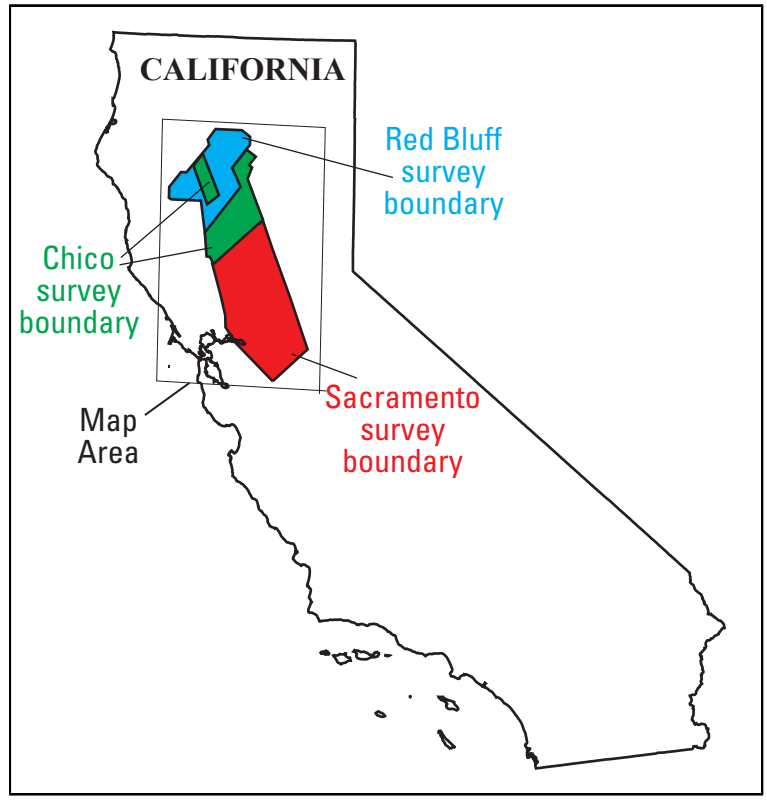 CALIFORNIA
Red Bluff
survey
boundary
Chico
survey
boundary
Sacramento
survey
boundary
Map
Area